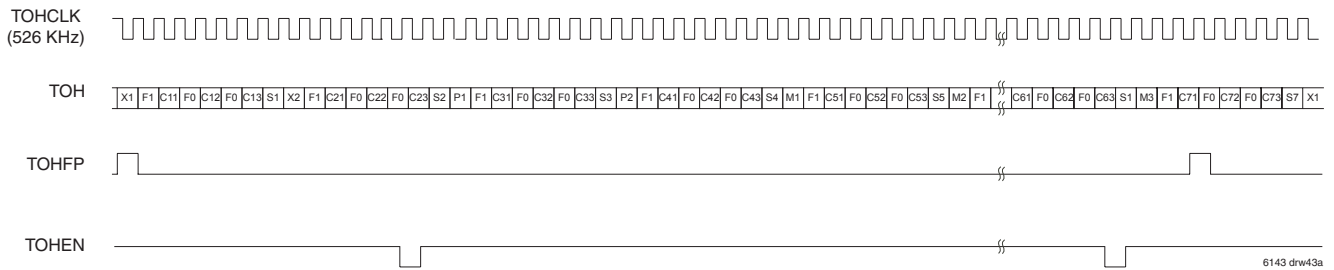 TOHCLK
(526 KHz)
TOH
X1 F1 C11 F0 C12 F0 C13 S1 X2 F1 C21 F0 C22 F0 C23 S2 P1 F1 C31 F0 C32 F0 C33 S3 P2 F1 C41 F0 C42 F0 C43 S4 M1 F1 C51 F0 C52 F0 C53 S5 M2 F1 C61 F0 C62 F0 C63 S1 M3 F1 C71 F0 C72 F0 C73 S7 X1
TOHFP
TOHEN
6143 drw43a